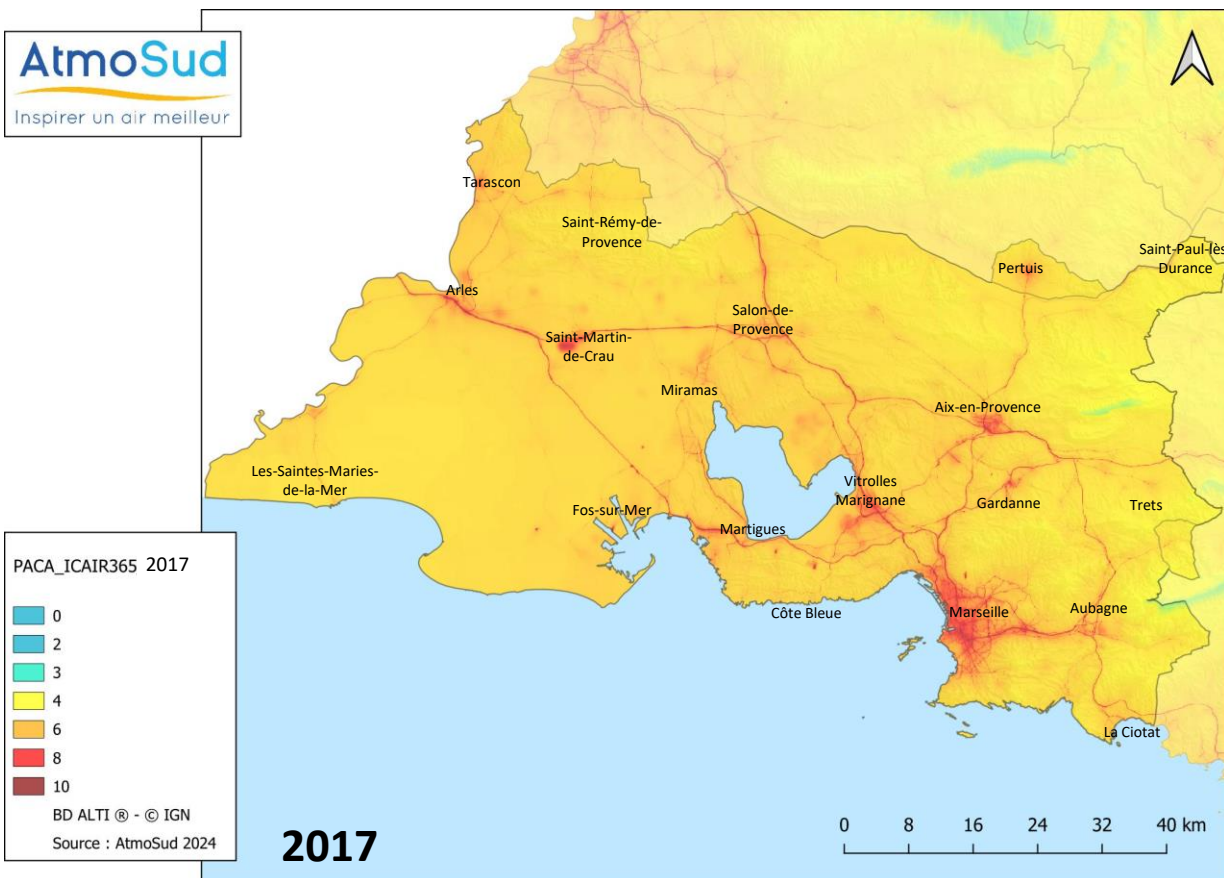 AtmoSud
Inspirer un air meilleur
Tarascon
Saint-Rémy-de-
Provence
Pertuis
Saint-Paul-lès
Durance
Arles
Saint-Martin-
de-Crau
Salon-de-
Provence
Miramas
Aix-en-Provence
Les-Saintes-Maries-
de-la-Mer
Fos-sur-Mer
Martigues
Vitrolles
Marignane
Gardanne
Trets
Côte Bleue
Marseille
Aubagne
La Ciotat
PACA_ICAIR365 2017
0
2
3
4
6
8
10
BD ALTI ® - © IGN
Source : AtmoSud 2024
2017
0 8 16 24 32 40 km